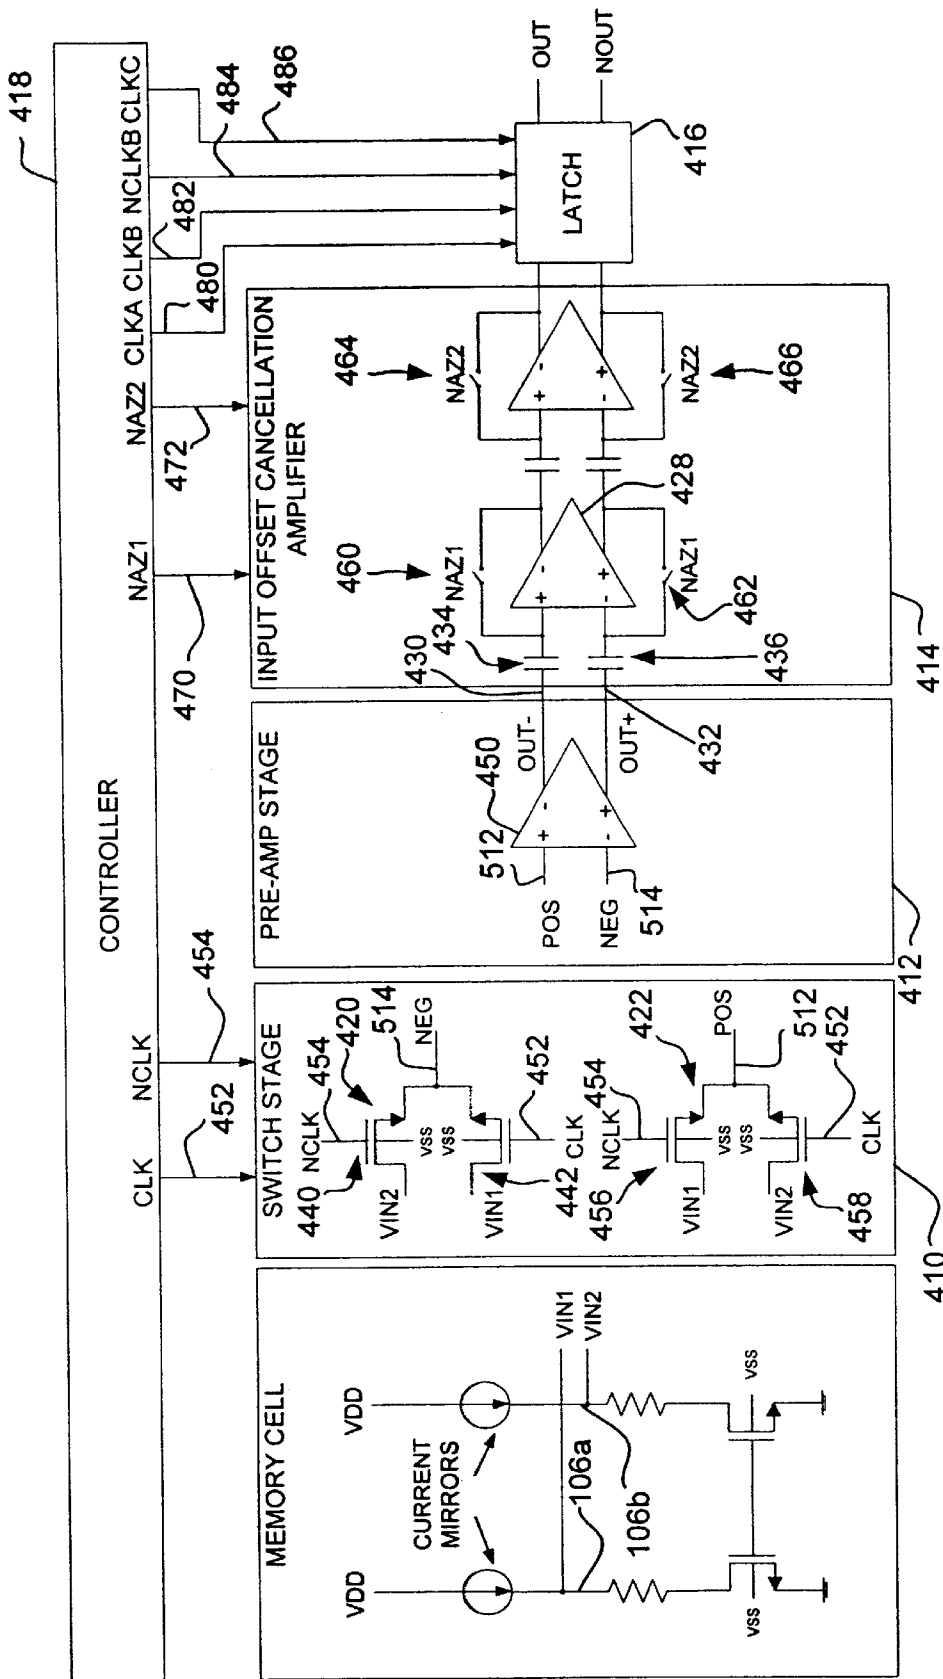 418
CONTROLLER
CLK
NCLK
NAZ1
NAZ2
CLKA
CLKB
NCLKB
CLKC
452
454
470
472
480
482
484
486
MEMORY CELL
VDD
VDD
CURRENT
MIRRORS
VIN1
VIN2
106a
106b
VSS
VSS
SWITCH STAGE
454
NCLK
420
514
NEG
440
VSS
VSS
VIN2
VIN1
442
CLK
452
454
NCLK
422
POS
512
456
VSS
VSS
VIN1
VIN2
458
CLK
452
410
PRE-AMP STAGE
512
450
POS
NEG
514
+
-
-
+
OUT-
OUT+
412
INPUT OFFSET CANCELLATION
AMPLIFIER
430
434
432
436
460
NAZ1
+
-
-
+
428
NAZ1
462
464
NAZ2
+
-
-
+
NAZ2
466
414
LATCH
416
OUT
NOUT